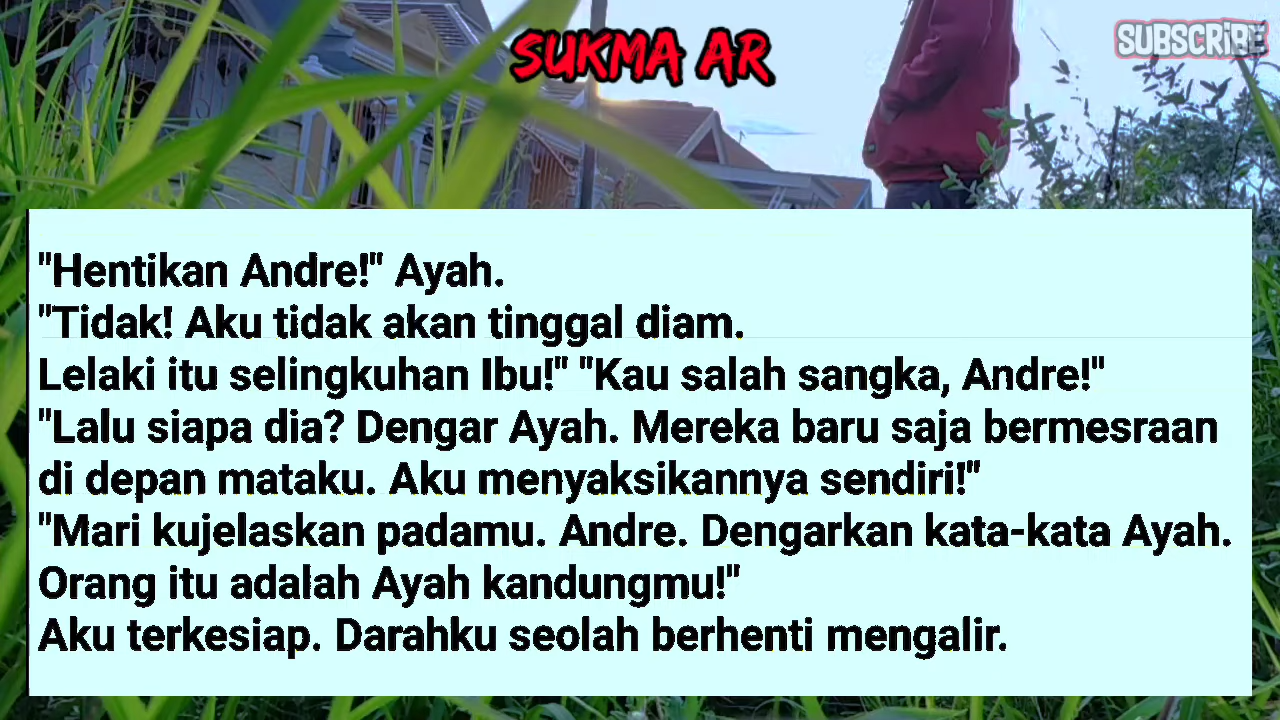 SUKMA AR
SUBSCRiBE
"Hentikan Andre!" Ayah.
"Tidak! Aku tidak akan tinggal diam.
Lelaki itu selingkuhan Ibu!" "Kau salah sangka, Andre!"
"Lalu siapa dia? Dengar Ayah. Mereka baru saja bermesraan
di depan mataku. Aku menyaksikannya sendiri!"
"Mari kujelaskan padamu. Andre. Dengarkan kata-kata Ayah.
Orang itu adalah Ayah kandungmu!"
Aku terkesiap. Darahku seolah berhenti mengalir.